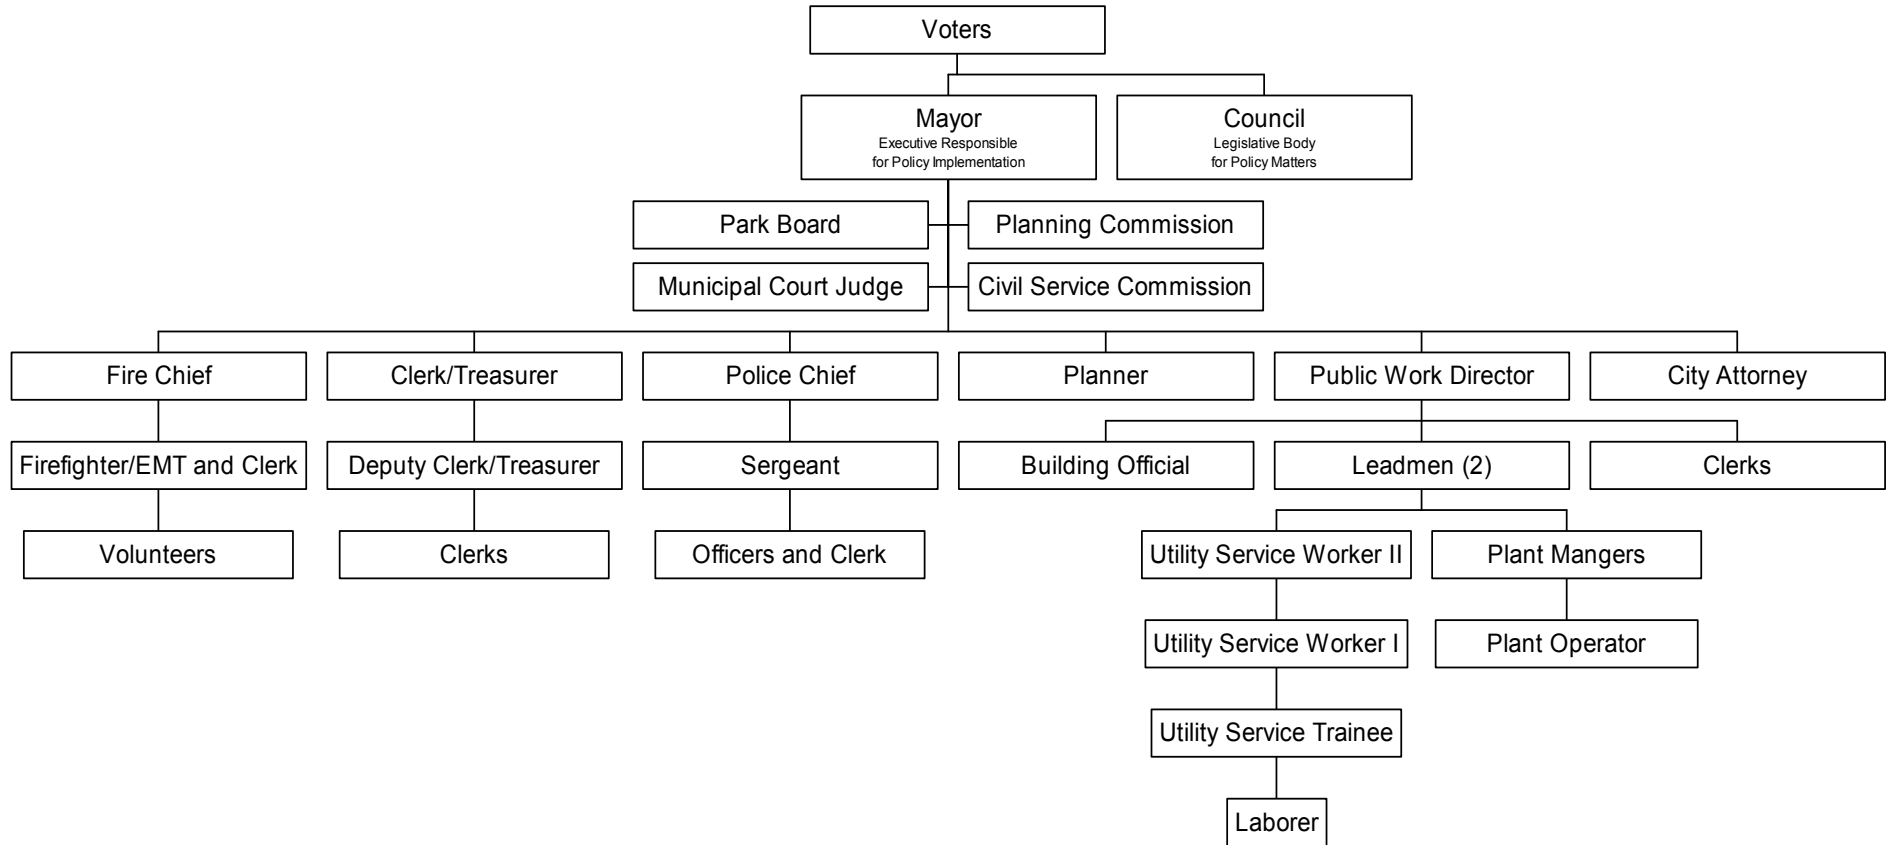 Voters
Mayor
Executive Responsible
for Policy Implementation
Council
Legislative Body
for Policy Matters
Park Board
Planning Commission
Municipal Court Judge
Civil Service Commission
Fire Chief
Clerk/Treasurer
Police Chief
Planner
Public Work Director
City Attorney
Firefighter/EMT and Clerk
Deputy Clerk/Treasurer
Sergeant
Building Official
Leadmen (2)
Clerks
Volunteers
Clerks
Officers and Clerk
Utility Service Worker II
Plant Mangers
Utility Service Worker I
Plant Operator
Utility Service Trainee
Laborer